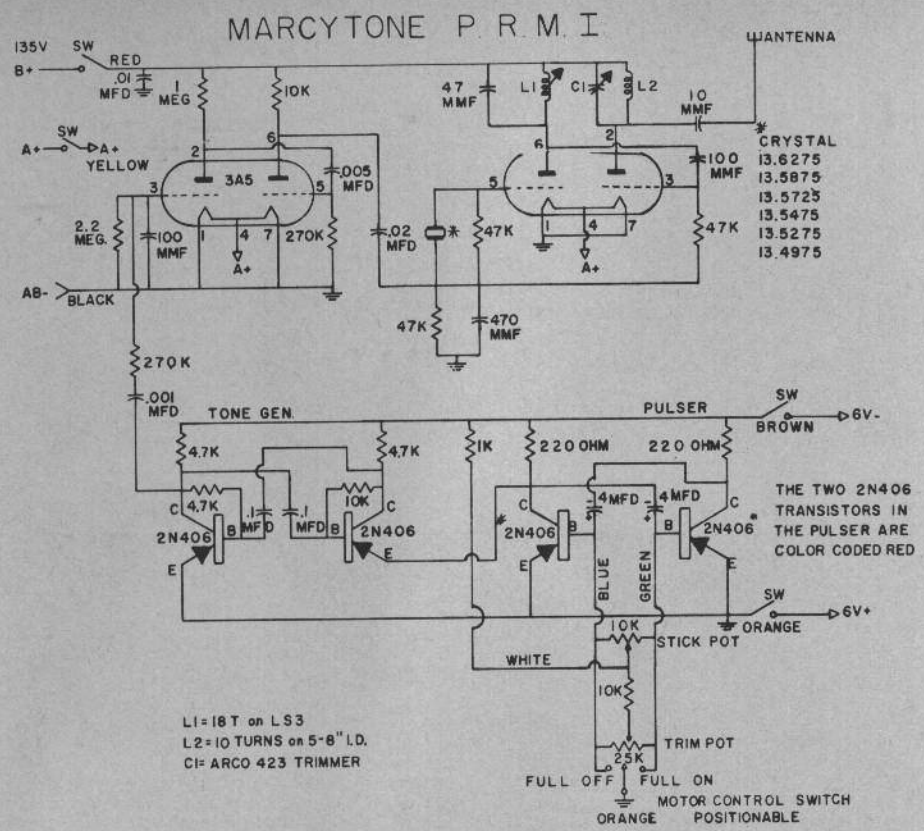 MARCYTONE P. R. M. I.
135V
B+
SW
RED
.01
MFD
1
MEG
10K
47
MMF
L1
C1
L2
ANTENNA
10
MMF
A+
SW
A+
YELLOW
2
6
3A5
3
5
.005
MFD
6
2
5
3
100
MMF
* CRYSTAL
13.6275
13.5875
13.5725
13.5475
13.5275
13.4975
2.2
MEG.
100
MMF
1
4
7
270K
A+
.02
MFD
*
47K
1
4
7
A+
47K
AB-
BLACK
47K
470
MMF
270K
.001
MFD
TONE GEN.
PULSER
SW
BROWN
6V-
4.7K
4.7K
1K
220 OHM
220 OHM
4.7K
C
.1
MFD
.1
MFD
10K
C
*
C
4MFD
4MFD
C
-
-
+
+
2N406
B
B
2N406
2N406
B
B
2N406*
E
E
E
E
THE TWO 2N406
TRANSISTORS IN
THE PULSER ARE
COLOR CODED RED
BLUE
GREEN
SW
ORANGE
6V+
10K
STICK POT
WHITE
10K
L1=18 T on LS3
L2=10 TURNS on 5-8" I.D.
C1= ARCO 423 TRIMMER
TRIM POT
25K
FULL OFF
FULL ON
ORANGE
MOTOR CONTROL SWITCH
POSITIONABLE